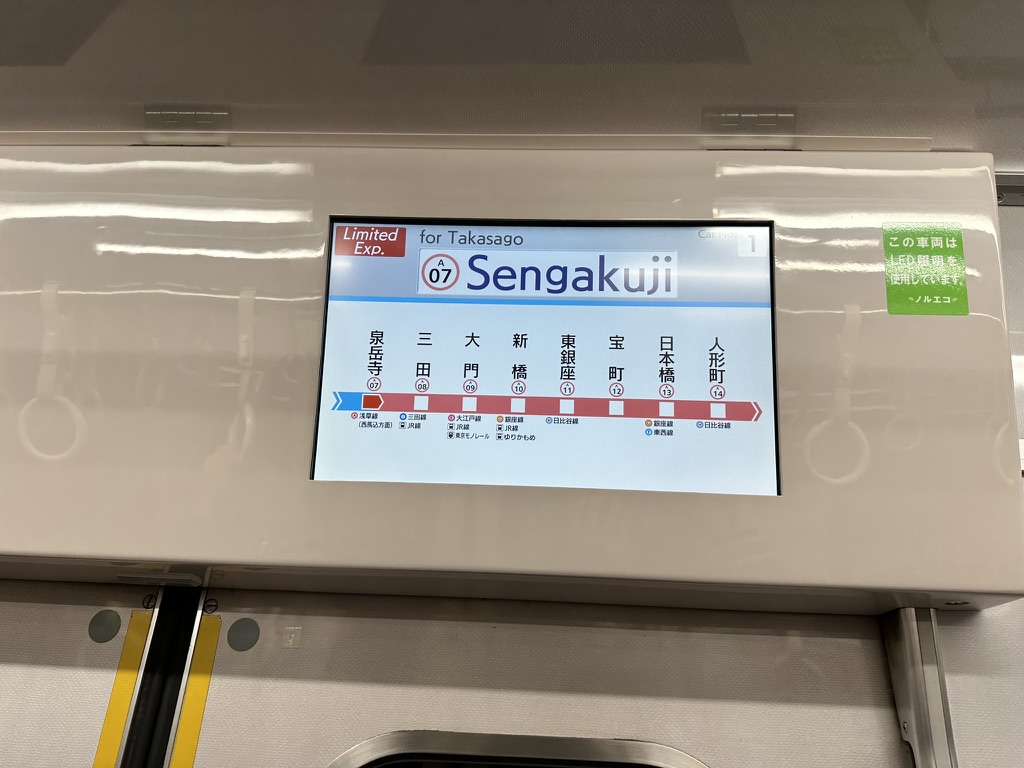 Limited Exp.
for Takasago
Car No. 1
A 07 Sengakuji
泉岳寺
三田
大門
新橋
東銀座
宝町
日本橋
人形町
07
08
09
10
11
12
13
14
A 浅草線
(西馬込方面)
三田線
JR線
大江戸線
JR線
東京モノレール
銀座線
JR線
ゆりかもめ
日比谷線
銀座線
東西線
日比谷線
この車両は
LED照明を
使用しています。
ノルエコ